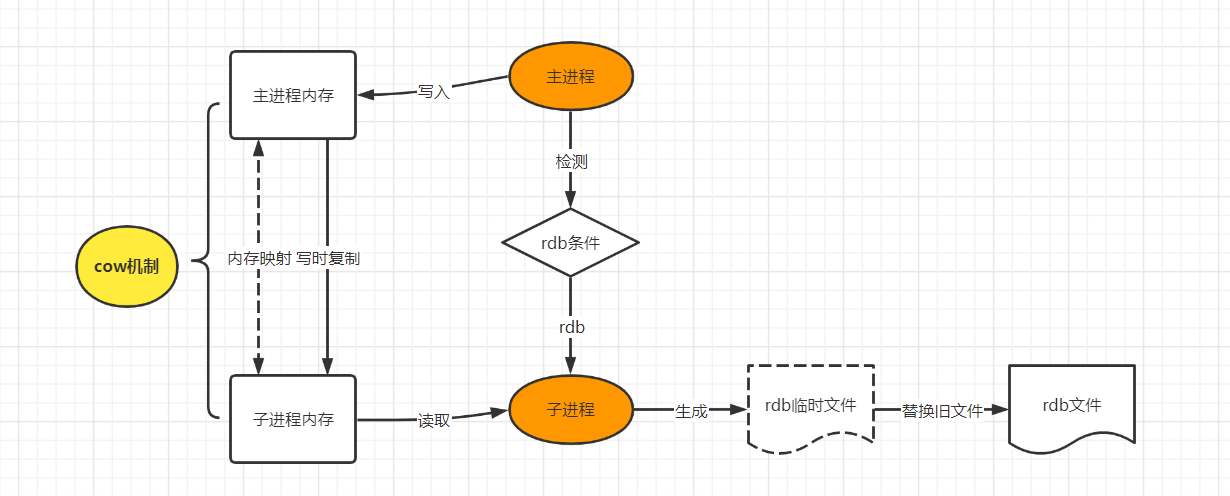 主进程
主进程内存
写入
检测
rdb条件
cow机制
内存映射 写时复制
rdb
子进程内存
读取
子进程
生成
rdb临时文件
替换旧文件
rdb文件